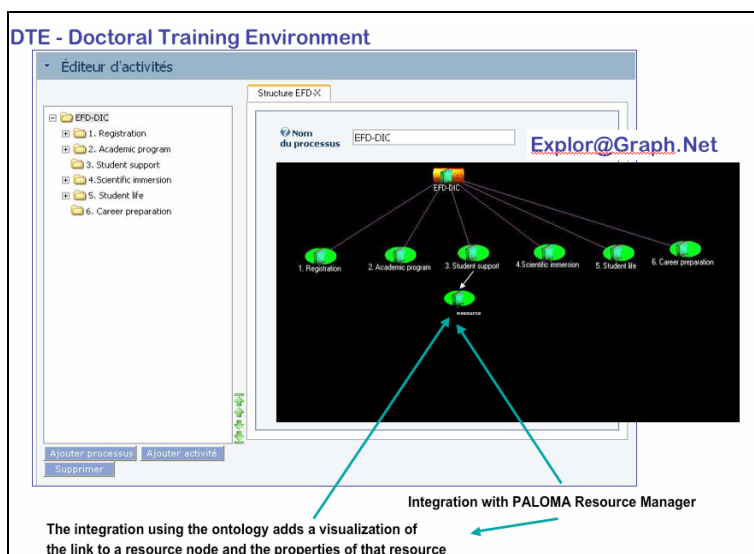 DTE - Doctoral Training Environment
Éditeur d'activités
Structure EFD-X
EFD-DIC
1. Registration
2. Academic program
3. Student support
4.Scientific immersion
5. Student life
6. Career preparation
Nom
du processus
EFD-DIC
Explor@Graph.Net
EFD-DIC
1. Registration
2. Academic program
3. Student support
4.Scientific immersion
5. Student life
6. Career preparation
Resource
Ajouter processus
Ajouter activité
Supprimer
Integration with PALOMA Resource Manager
The integration using the ontology adds a visualization of
the link to a resource node and the properties of that resource